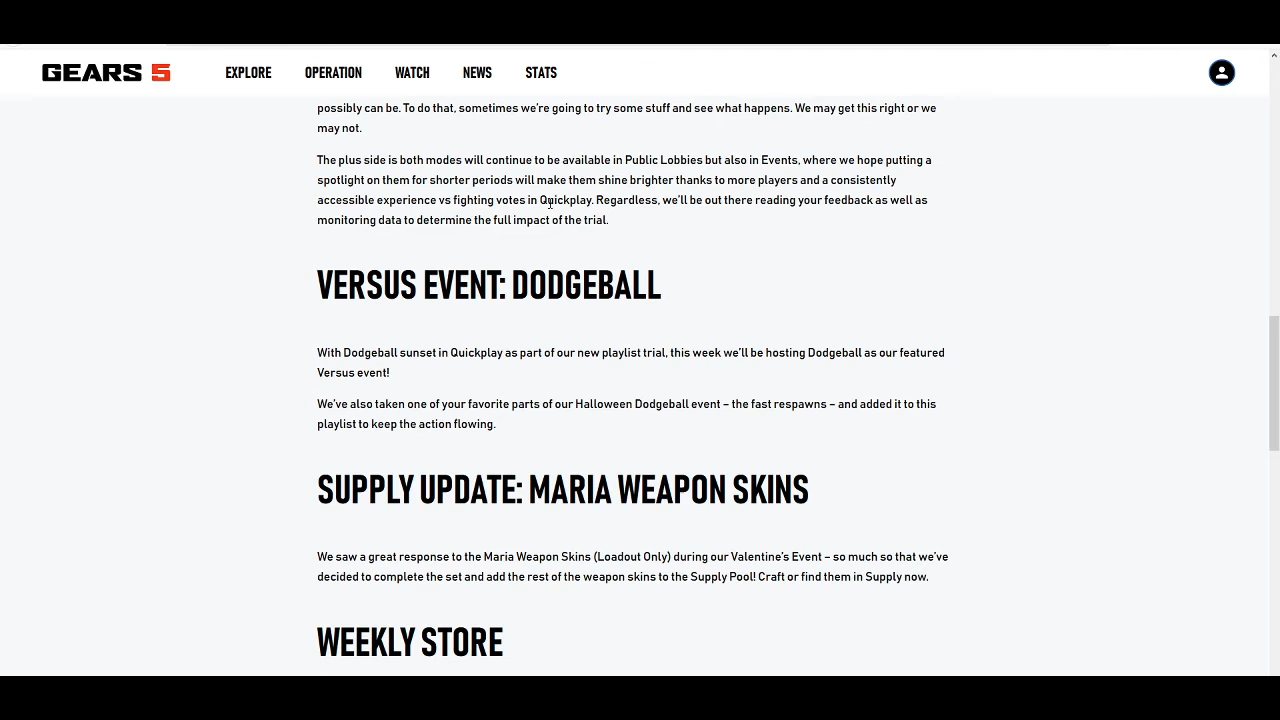 GEARS 5 EXPLORE OPERATION WATCH NEWS STATS
possibly can be. To do that, sometimes we're going to try some stuff and see what happens. We may get this right or we
may not.
The plus side is both modes will continue to be available in Public Lobbies but also in Events, where we hope putting a
spotlight on them for shorter periods will make them shine brighter thanks to more players and a consistently
accessible experience vs fighting votes in Quickplay. Regardless, we'll be out there reading your feedback as well as
monitoring data to determine the full impact of the trial.
VERSUS EVENT: DODGEBALL
With Dodgeball sunset in Quickplay as part of our new playlist trial, this week we'll be hosting Dodgeball as our featured
Versus event!
We've also taken one of your favorite parts of our Halloween Dodgeball event – the fast respawns – and added it to this
playlist to keep the action flowing.
SUPPLY UPDATE: MARIA WEAPON SKINS
We saw a great response to the Maria Weapon Skins (Loadout Only) during our Valentine's Event – so much so that we've
decided to complete the set and add the rest of the weapon skins to the Supply Pool! Craft or find them in Supply now.
WEEKLY STORE